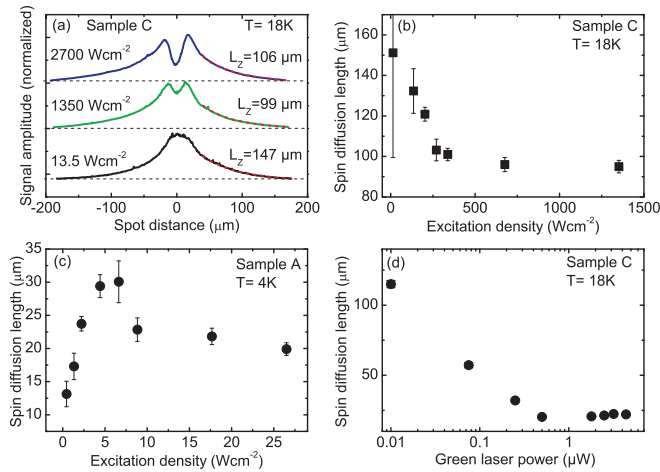 (a) Sample C T= 18K
2700 Wcm-2 Lz=106 μm
1350 Wcm-2 Lz=99 μm
13.5 Wcm-2 Lz=147 μm
Signal amplitude (normalized)
-200 -100 0 100 200
Spot distance (μm)
(b) Sample C
T= 18K
Spin diffusion length (μm)
160
140
120
100
80
0 500 1000 1500
Excitation density (Wcm-2)
(c) Sample A
T= 4K
Spin diffusion length (μm)
35
30
25
20
15
10
0 5 10 15 20 25
Excitation density (Wcm-2)
(d) Sample C
T= 18K
Spin diffusion length (μm)
100
50
0.01 0.1 1
Green laser power (μW)